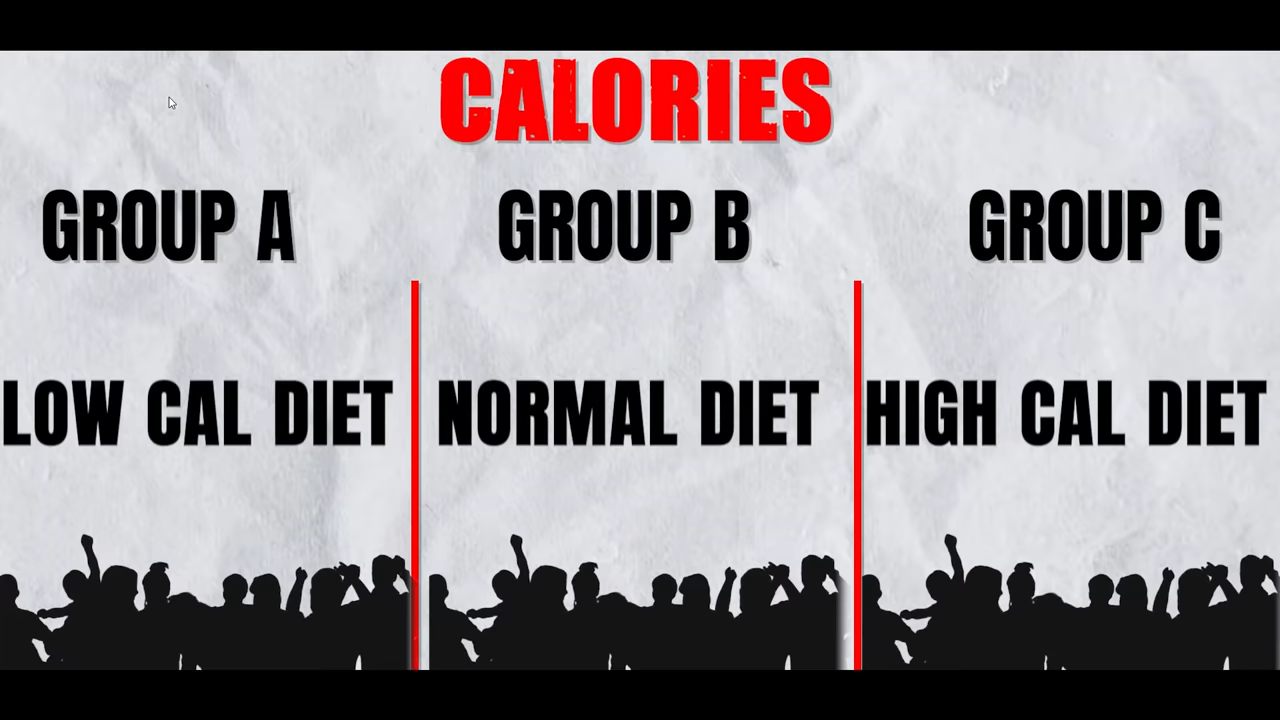 CALORIES
GROUP A
GROUP B
GROUP C
LOW CAL DIET
NORMAL DIET
HIGH CAL DIET